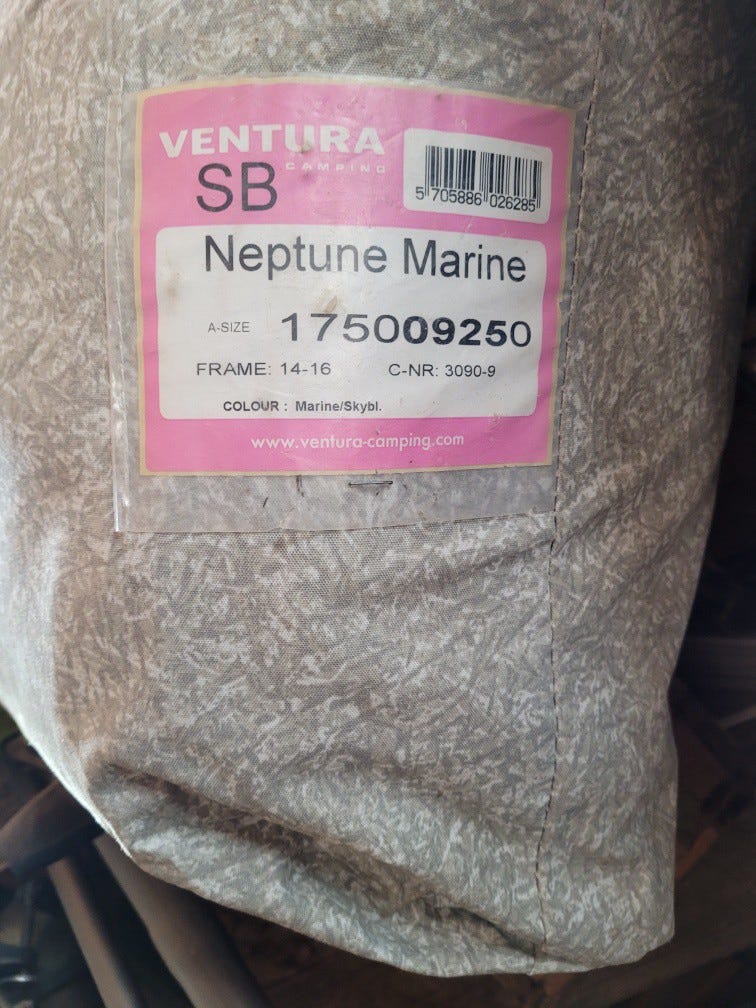 VENTURA
CAMPING
SB
5 705886 026285
Neptune Marine
A-SIZE 175009250
FRAME: 14-16 C-NR: 3090-9
COLOUR : Marine/Skybl.
www.ventura-camping.com